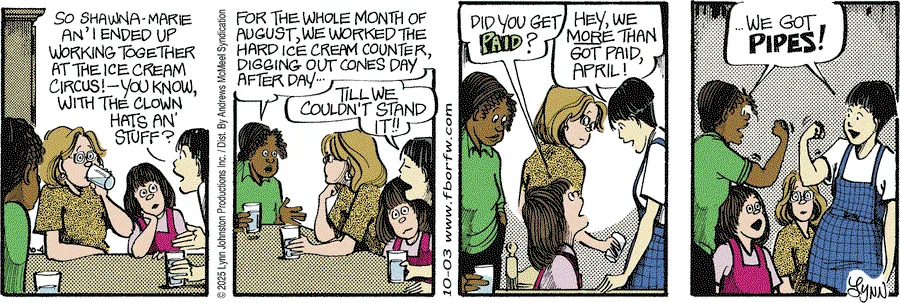 SO SHAWNA-MARIE
AN' I ENDED UP
WORKING TOGETHER
AT THE ICE CREAM
CIRCUS! – YOU KNOW,
WITH THE CLOWN
HATS AN'
STUFF?
10-4
© 2025 Lynn Johnston Productions Inc. / Dist. By Andrews McMeel Syndication
FOR THE WHOLE MONTH OF
AUGUST, WE WORKED THE
HARD ICE CREAM COUNTER,
DIGGING OUT CONES DAY
AFTER DAY...
TILL WE
COULDN'T STAND
IT!!
10-03 www.fborfw.com
DID YOU GET
PAID?
HEY, WE
MORE THAN
GOT PAID,
APRIL!
...WE GOT
PIPES!
LYNN